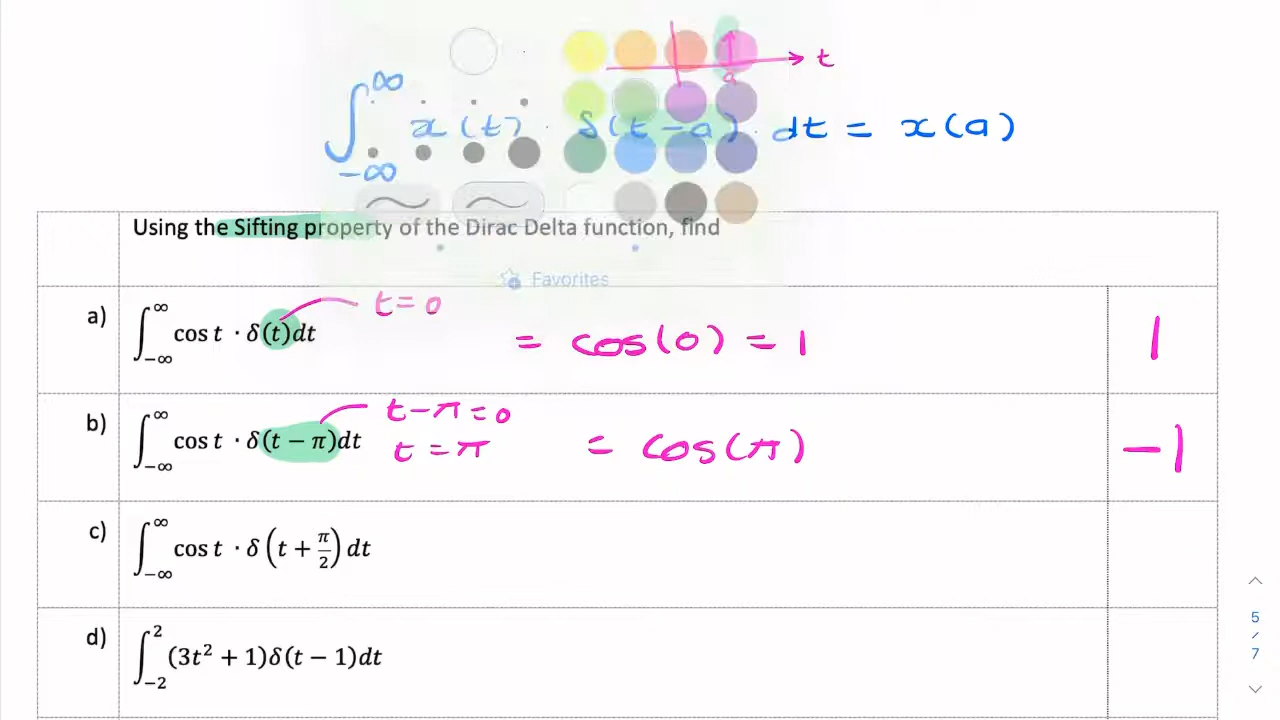 t
a
∫_{-∞}^{∞} x(t) · δ(t-a) · dt = x(a)
Using the Sifting property of the Dirac Delta function, find
Favorites
a) ∫_{-∞}^{∞} cos t · δ(t)dt t=0 = cos(0) = 1 1
b) ∫_{-∞}^{∞} cos t · δ(t − π)dt t-π=0 t=π = cos(π) -1
c) ∫_{-∞}^{∞} cos t · δ(t + π/2) dt
d) ∫_{-2}^{2} (3t² + 1)δ(t − 1)dt
5
/
7